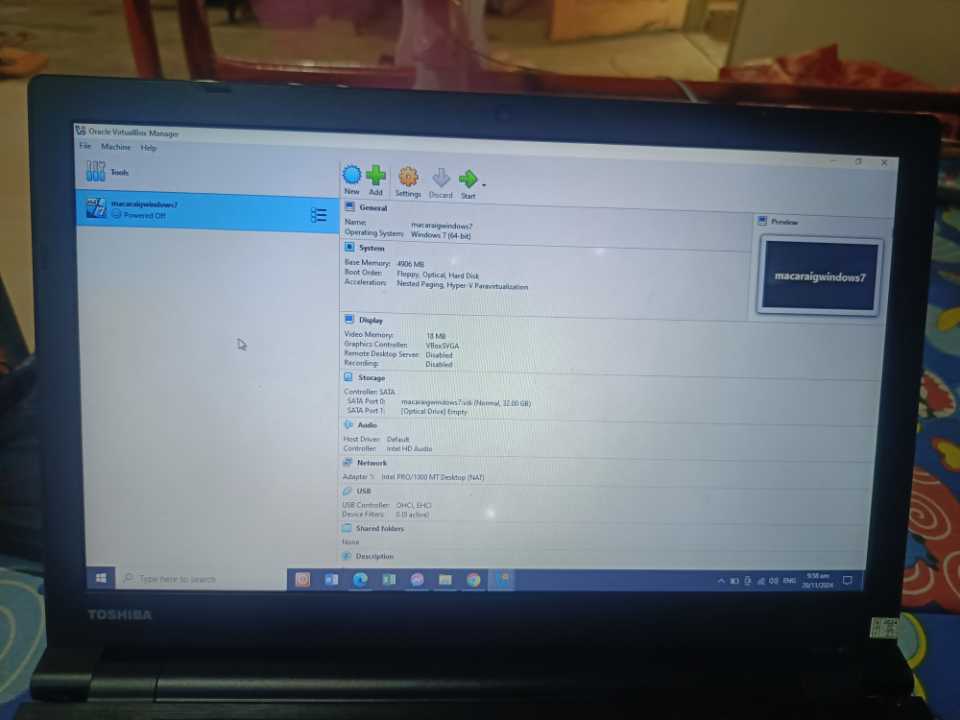 Oracle VirtualBox Manager
File Machine Help
Tools
macaraigwindows7
Powered Off
New Add Settings Discard Start
General
Name: macaraigwindows7
Operating System: Windows 7 (64-bit)
System
Base Memory: 4906 MB
Boot Order: Floppy, Optical, Hard Disk
Acceleration: Nested Paging, Hyper-V Paravirtualization
Preview
macaraigwindows7
Display
Video Memory: 18 MB
Graphics Controller: VBoxSVGA
Remote Desktop Server: Disabled
Recording: Disabled
Storage
Controller: SATA
SATA Port 0: macaraigwindows7.vdi (Normal, 32.00 GB)
SATA Port 1: [Optical Drive] Empty
Audio
Host Driver: Default
Controller: Intel HD Audio
Network
Adapter 1: Intel PRO/1000 MT Desktop (NAT)
USB
USB Controller: OHCI, EHCI
Device Filters: 0 (0 active)
Shared folders
None
Description
Type here to search
ENG
9:58 am
20/11/2024
TOSHIBA